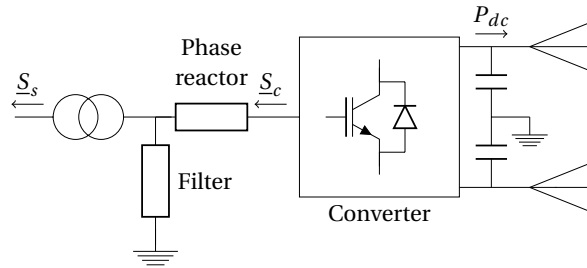 P_dc
Phase
reactor
S_s
S_c
Filter
Converter